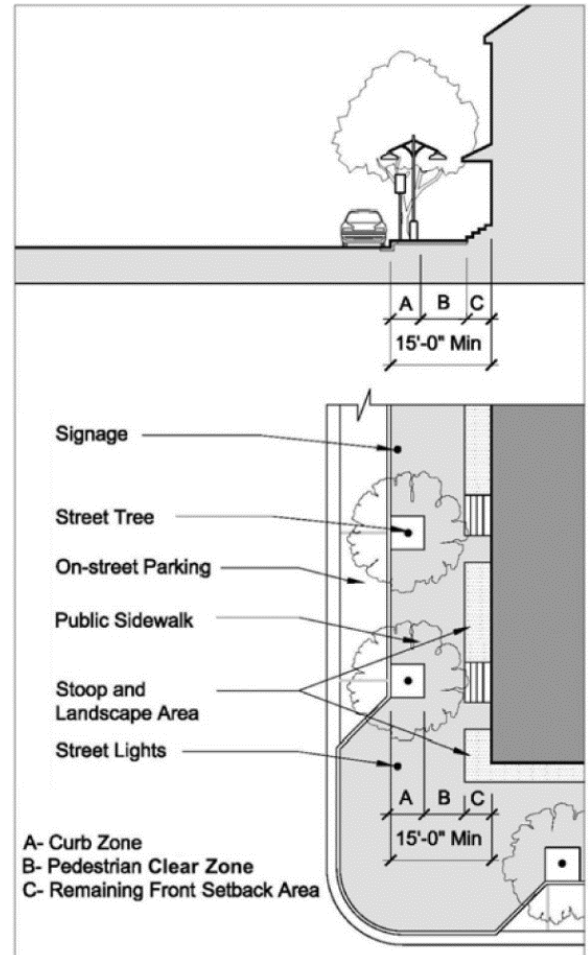 A B C
15'-0" Min
Signage
Street Tree
On-street Parking
Public Sidewalk
Stoop and
Landscape Area
Street Lights
A B C
15'-0" Min
A- Curb Zone
B- Pedestrian Clear Zone
C- Remaining Front Setback Area